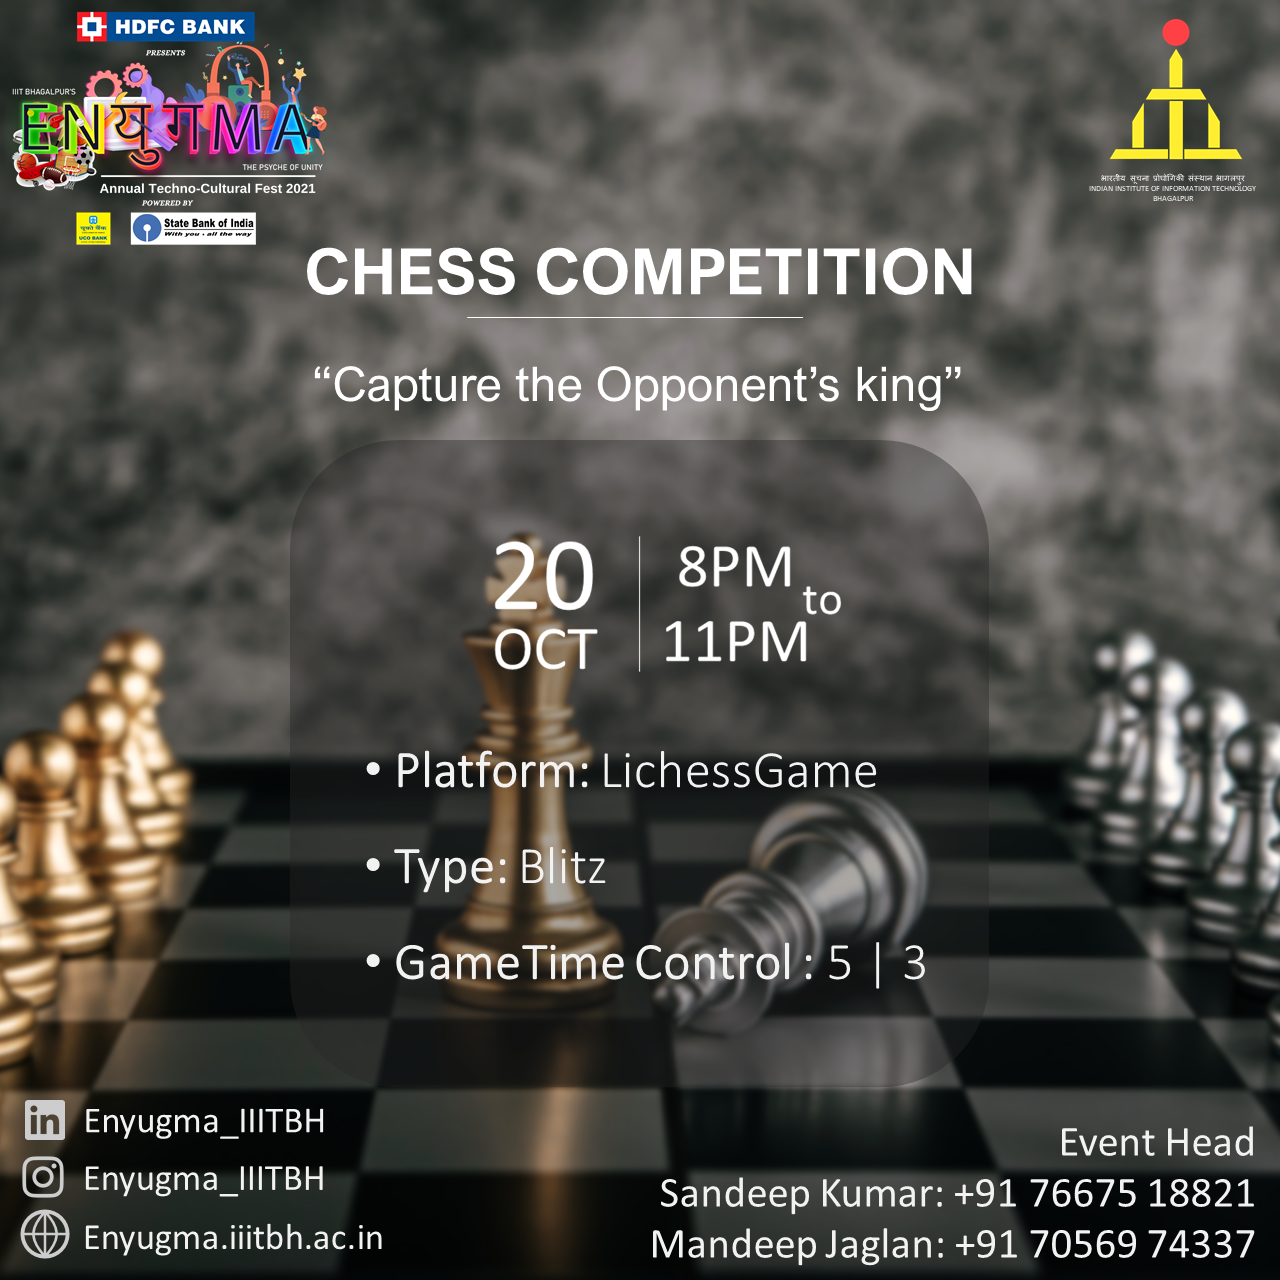 HDFC BANK
PRESENTS
IIIT BHAGALPUR'S
ENयुगMA
THE PSYCHE OF UNITY
Annual Techno-Cultural Fest 2021
POWERED BY
यूको बैंक
UCO BANK
State Bank of India
With you - all the way
भारतीय सूचना प्रौद्योगिकी संस्थान भागलपुर
INDIAN INSTITUTE OF INFORMATION TECHNOLOGY
BHAGALPUR
CHESS COMPETITION
“Capture the Opponent’s king”
20
OCT
8PM
to
11PM
• Platform: LichessGame
• Type: Blitz
• GameTime Control : 5 | 3
in
Enyugma_IIITBH
Enyugma_IIITBH
Enyugma.iiitbh.ac.in
Event Head
Sandeep Kumar: +91 76675 18821
Mandeep Jaglan: +91 70569 74337